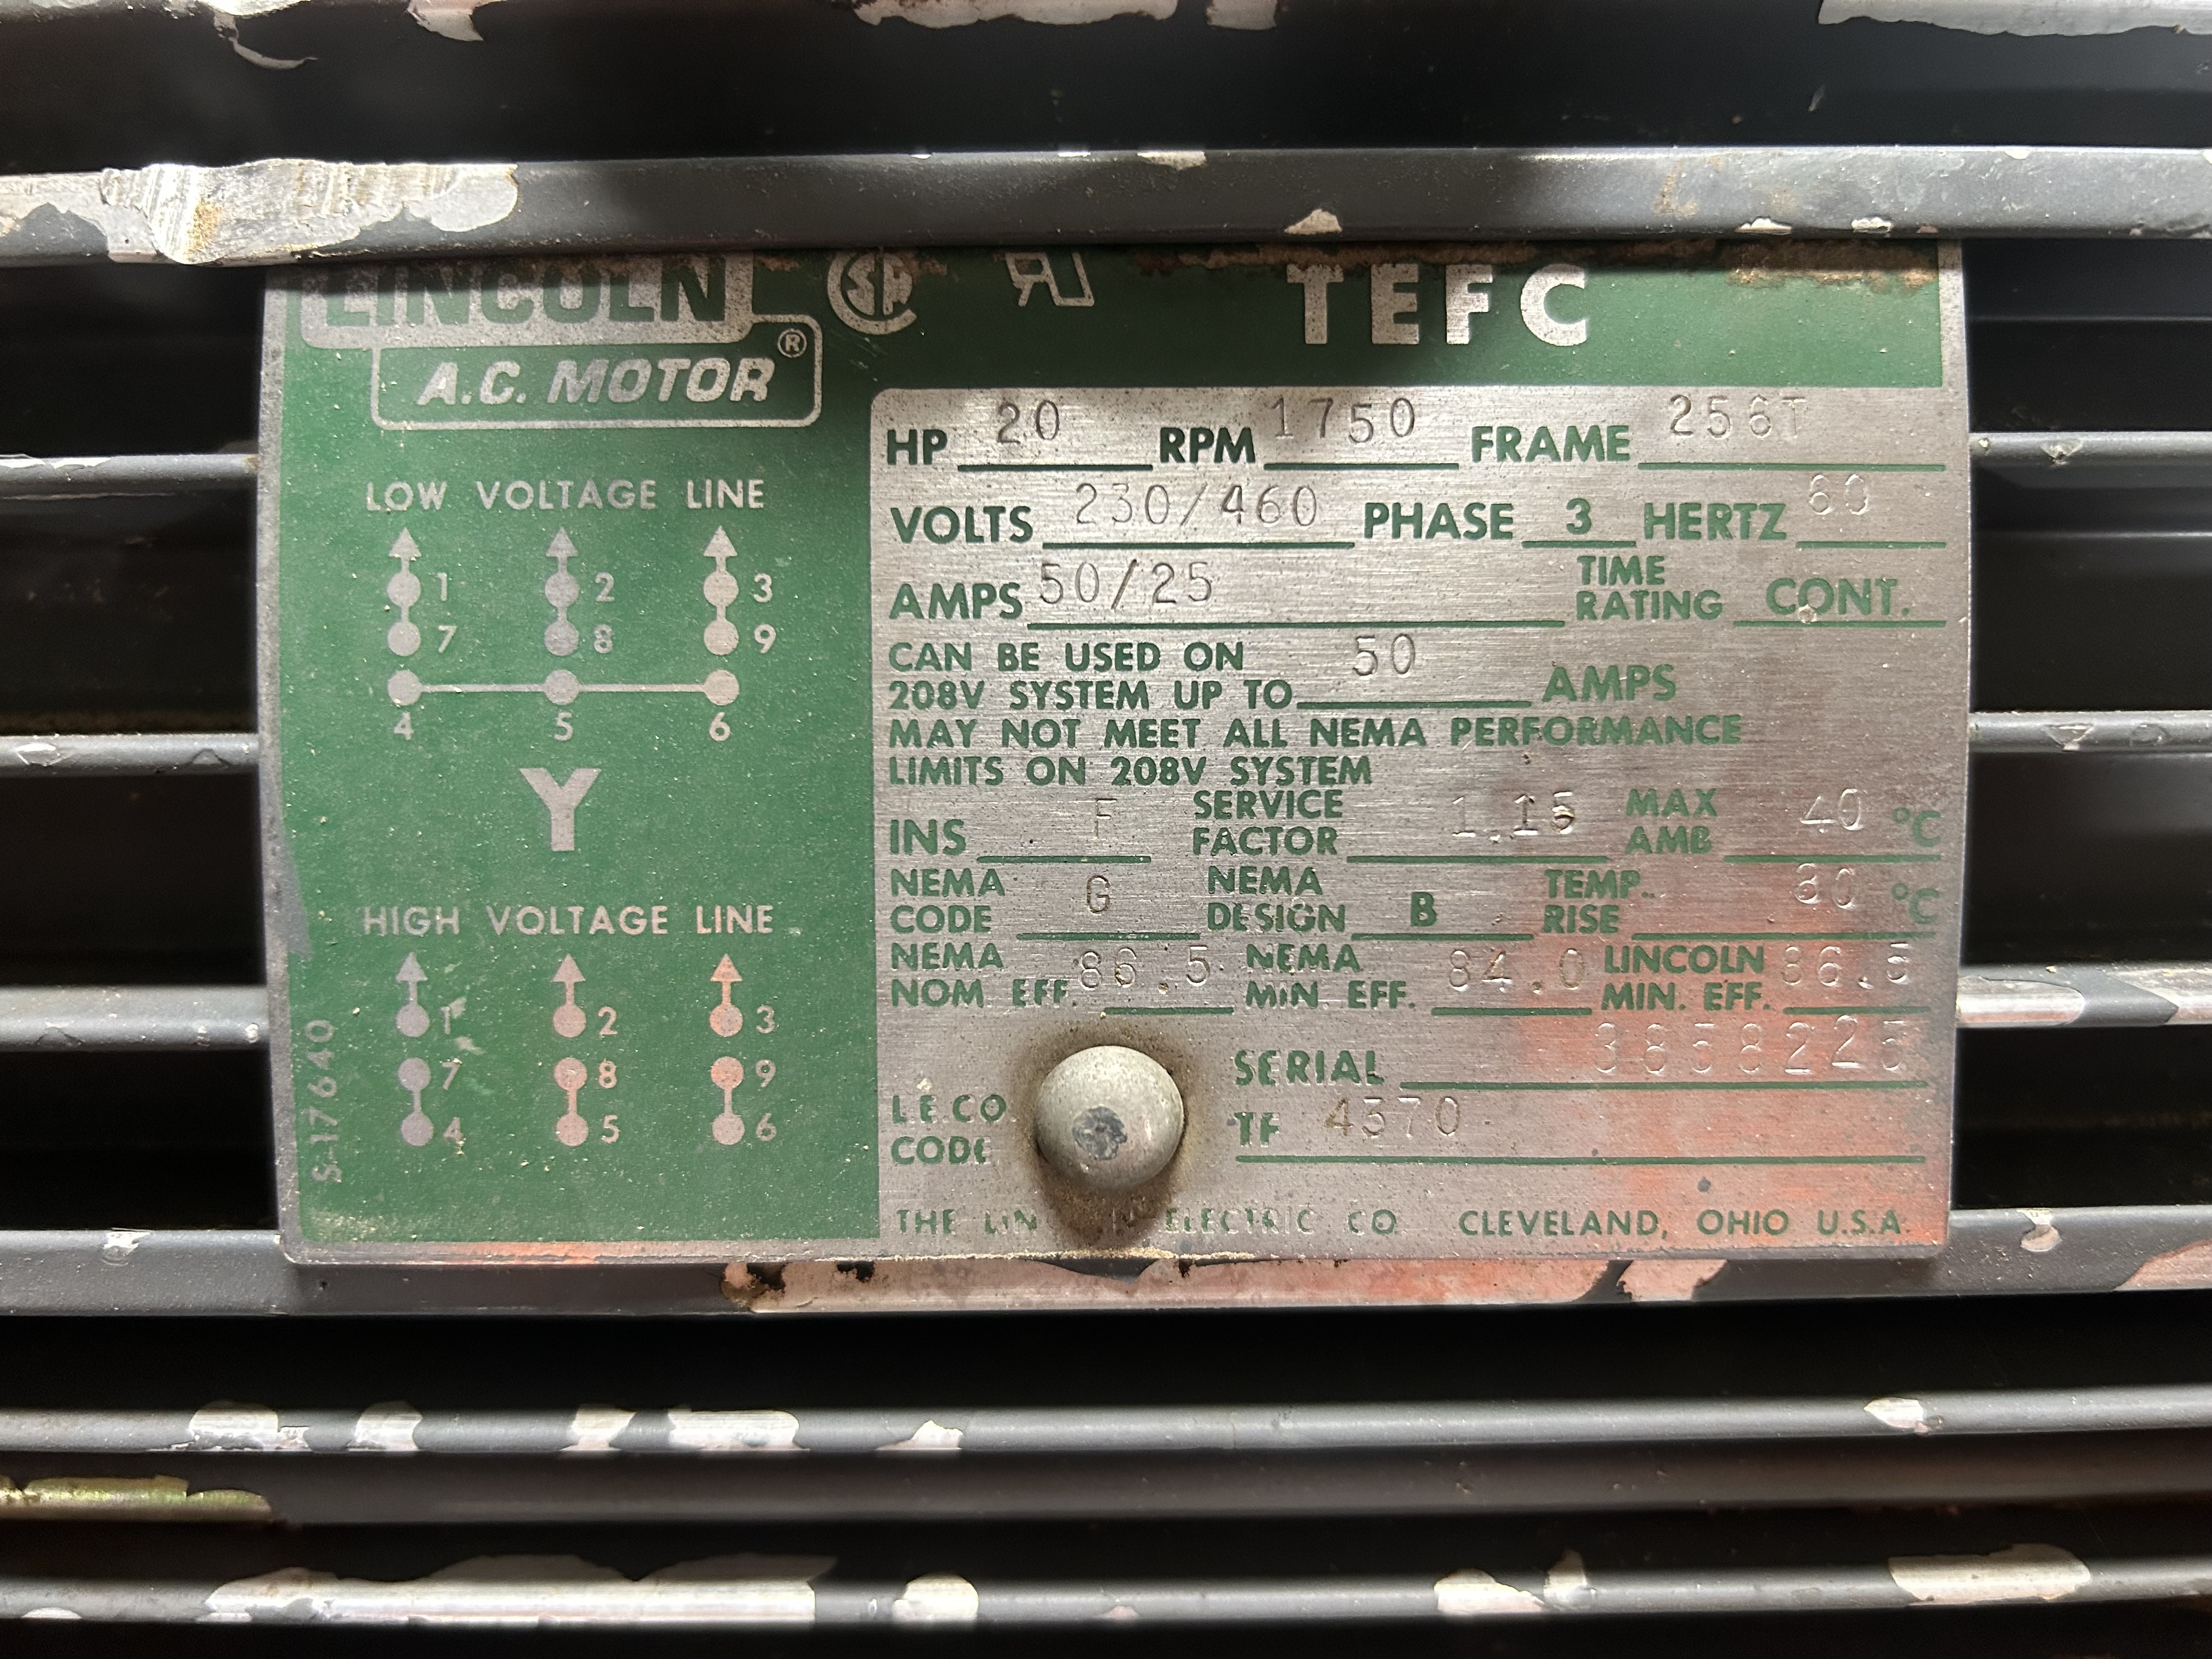 LINCOLN
A.C. MOTOR®
TEFC
LOW VOLTAGE LINE
1 2 3
7 8 9
4 5 6
Y
HIGH VOLTAGE LINE
1 2 3
7 8 9
4 5 6
S-17640
HP 20 RPM 1750 FRAME 256T
VOLTS 230/460 PHASE 3 HERTZ 60
AMPS 50/25 TIME RATING CONT.
CAN BE USED ON
208V SYSTEM UP TO 50 AMPS
MAY NOT MEET ALL NEMA PERFORMANCE
LIMITS ON 208V SYSTEM
INS F SERVICE FACTOR 1.15 MAX AMB 40 °C
NEMA CODE G NEMA DESIGN B TEMP. RISE 80 °C
NEMA NOM EFF. 86.5 NEMA MIN. EFF. 84.0 LINCOLN MIN. EFF. 86.5
SERIAL 3858225
L.E.CO. CODE TF 4370
THE ELECTRIC CO. CLEVELAND, OHIO U.S.A.